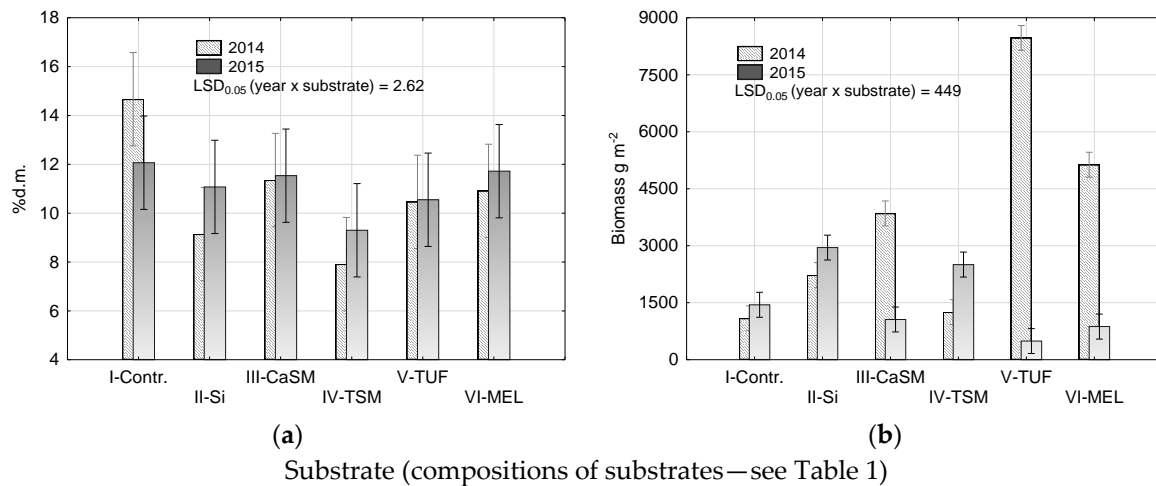 18
16
14
12
10
8
6
4
%d.m.
2014
2015
LSD0.05 (year x substrate) = 2.62
I-Contr.
II-Si
III-CaSM
IV-TSM
V-TUF
VI-MEL
(a)
9000
7500
6000
4500
3000
1500
0
Biomass g m-2
2014
2015
LSD0.05 (year x substrate) = 449
I-Contr.
II-Si
III-CaSM
IV-TSM
V-TUF
VI-MEL
(b)
Substrate (compositions of substrates—see Table 1)